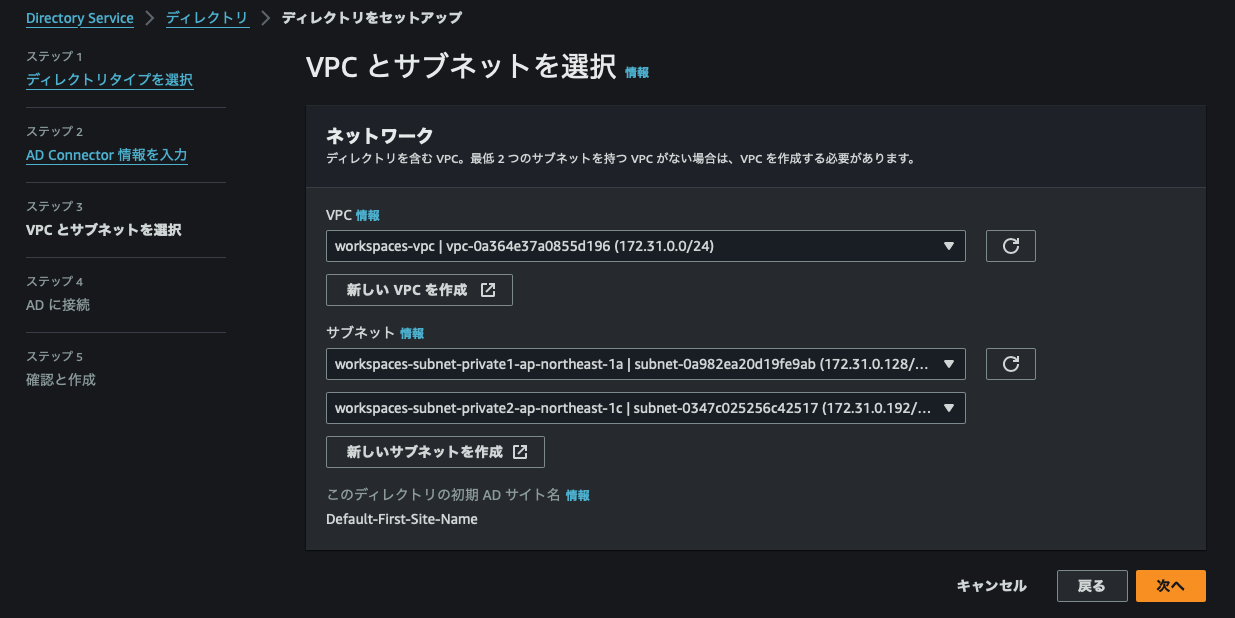 Directory Service > ディレクトリ > ディレクトリをセットアップ
ステップ 1
ディレクトリタイプを選択
ステップ 2
AD Connector 情報を入力
ステップ 3
VPC とサブネットを選択
ステップ 4
AD に接続
ステップ 5
確認と作成
VPC とサブネットを選択 情報
ネットワーク
ディレクトリを含む VPC。最低 2 つのサブネットを持つ VPC がない場合は、VPC を作成する必要があります。
VPC 情報
workspaces-vpc | vpc-0a364e37a0855d196 (172.31.0.0/24)
新しい VPC を作成
サブネット 情報
workspaces-subnet-private1-ap-northeast-1a | subnet-0a982ea20d19fe9ab (172.31.0.128/...
workspaces-subnet-private2-ap-northeast-1c | subnet-0347c025256c42517 (172.31.0.192/...
新しいサブネットを作成
このディレクトリの初期 AD サイト名 情報
Default-First-Site-Name
キャンセル 戻る 次へ